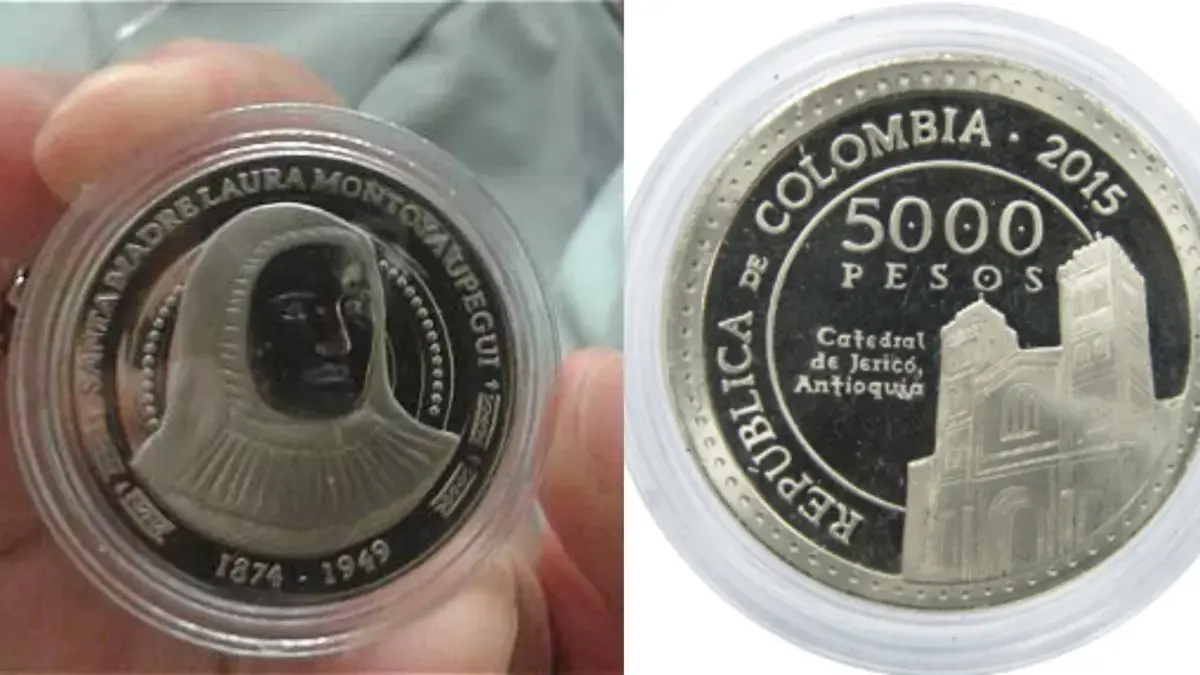 SANTA MADRE LAURA MONTOYA UPEGUI
1874 · 1949
REPÚBLICA DE COLOMBIA · 2015
5000
PESOS
Catedral
de Jericó,
Antioquia